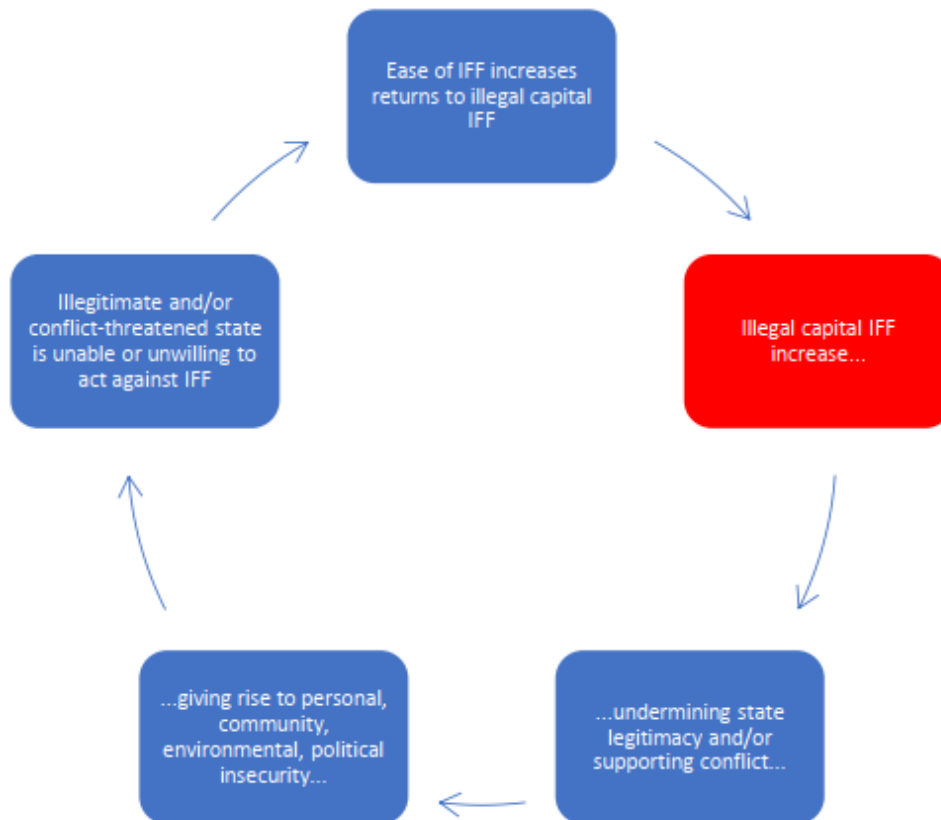 Ease of IFF increases
returns to illegal capital
IFF
Illegal capital IFF
increase...
...undermining state
legitimacy and/or
supporting conflict...
...giving rise to personal,
community,
environmental, political
insecurity...
Illegitimate and/or
conflict-threatened state
is unable or unwilling to
act against IFF